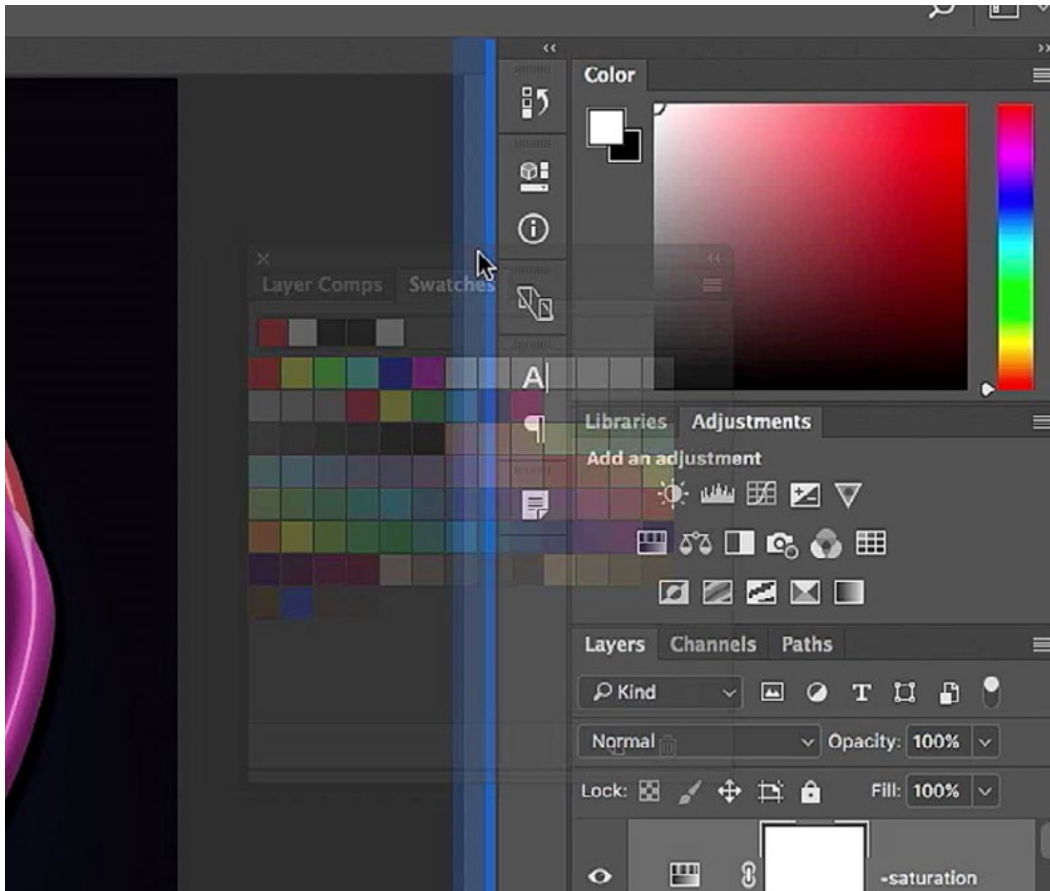 Color
Layer Comps Swatches
Libraries Adjustments
Add an adjustment
Layers Channels Paths
Kind
Normal Opacity: 100%
Lock: Fill: 100%
-saturation